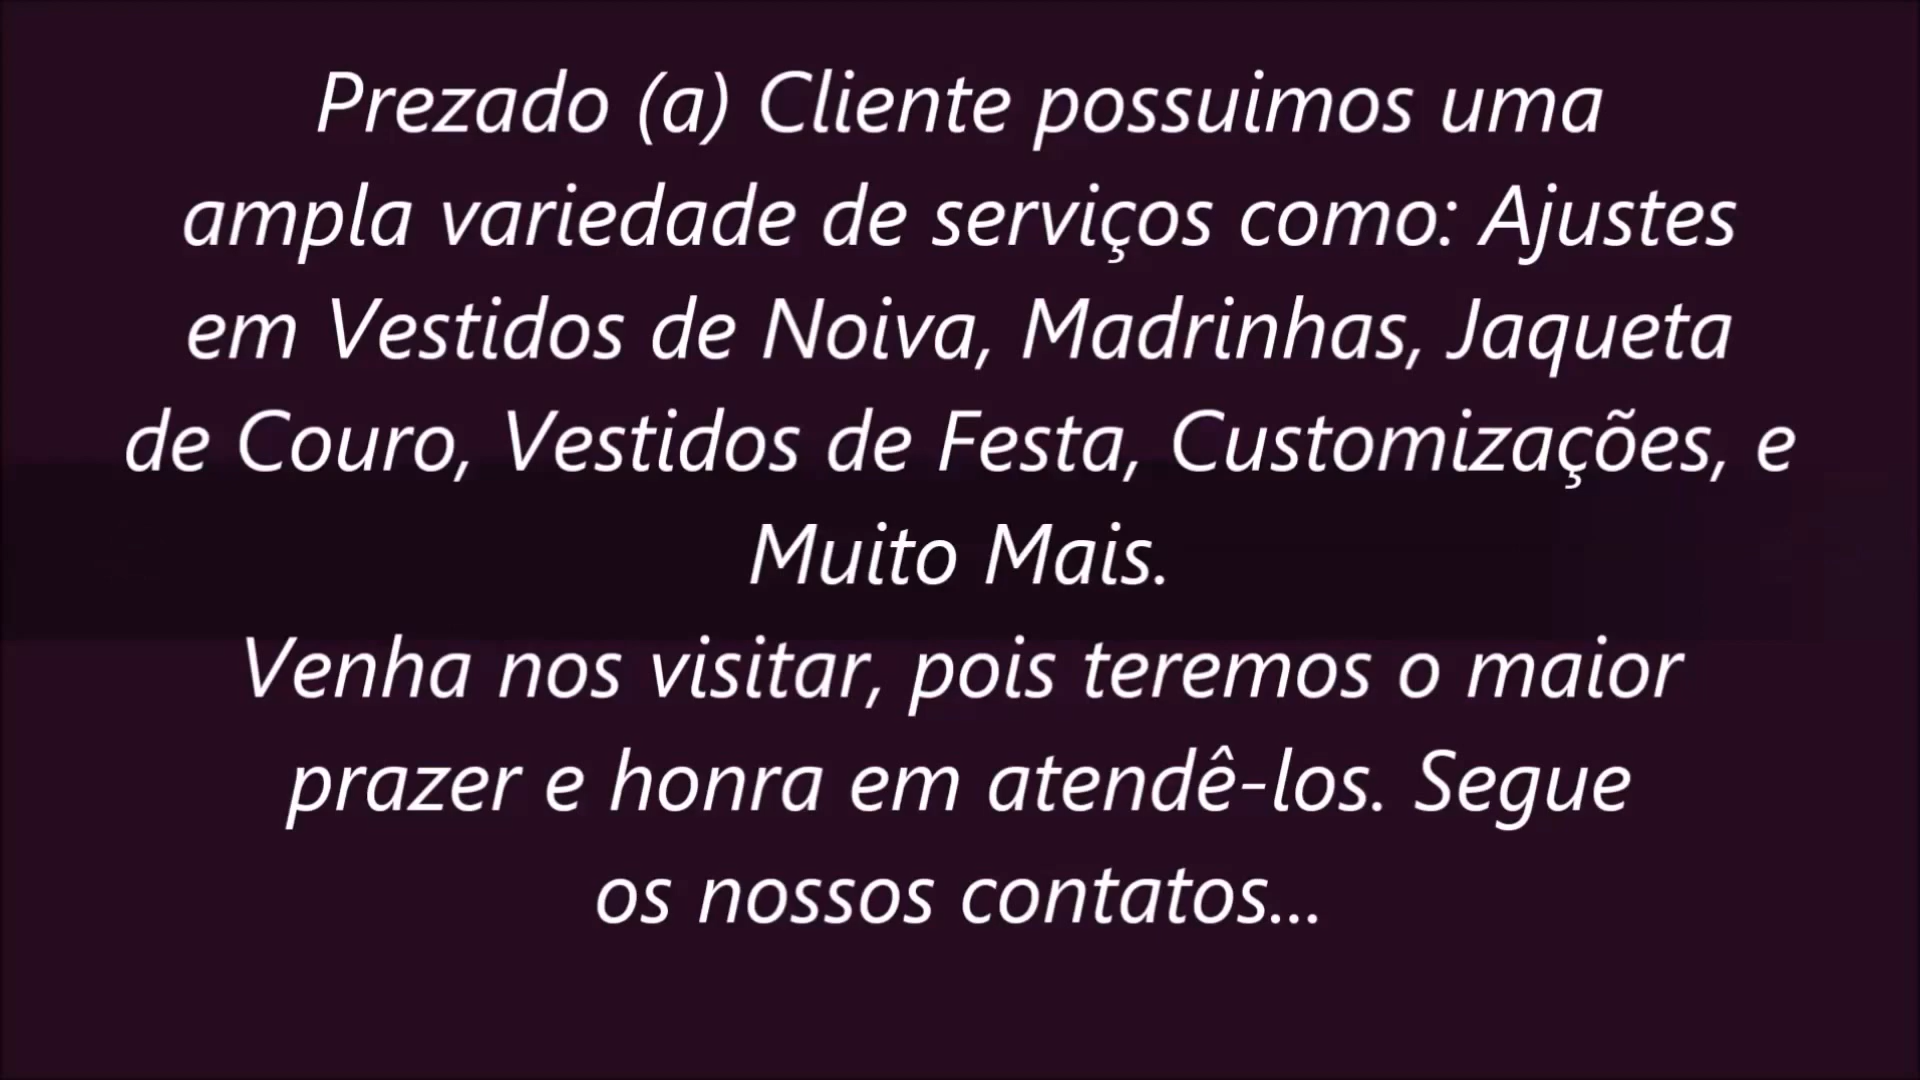 Prezado (a) Cliente possuimos uma
ampla variedade de serviços como: Ajustes
em Vestidos de Noiva, Madrinhas, Jaqueta
de Couro, Vestidos de Festa, Customizações, e
Muito Mais.
Venha nos visitar, pois teremos o maior
prazer e honra em atendê-los. Segue
os nossos contatos...